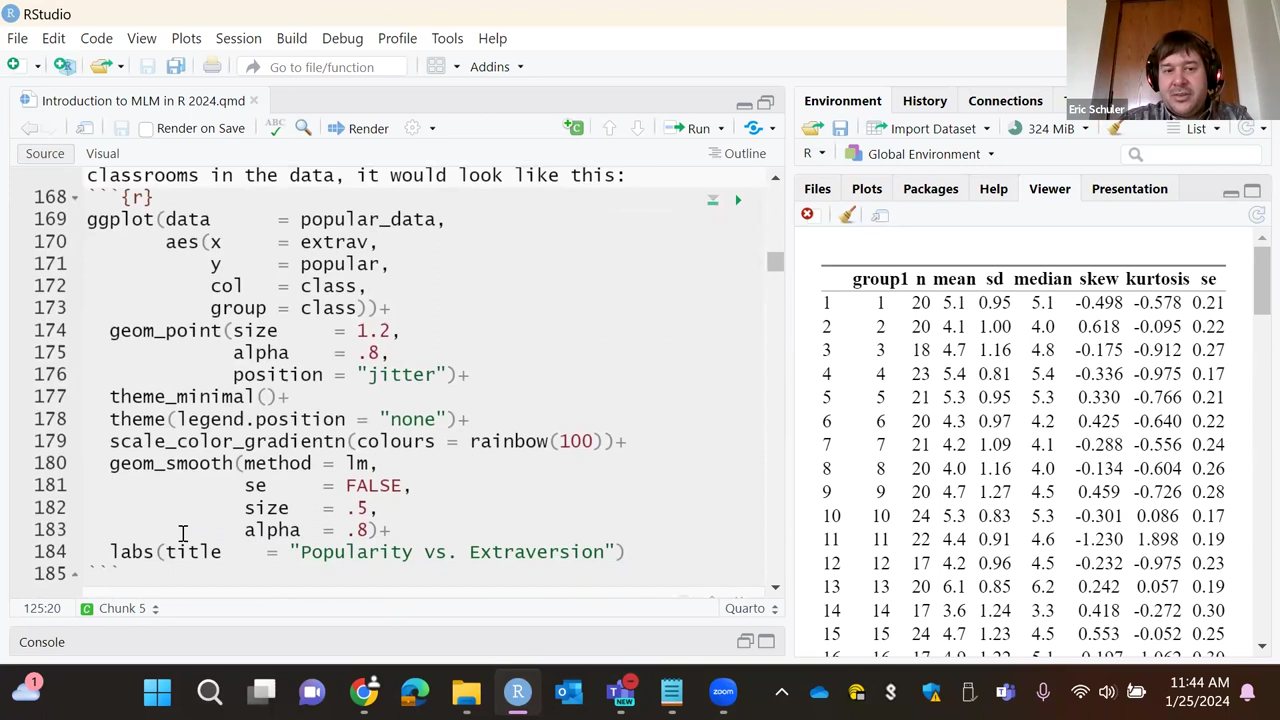 RStudio
File Edit Code View Plots Session Build Debug Profile Tools Help
Go to file/function
Addins
Eric Schuler
Introduction to MLM in R 2024.qmd
Render on Save
ABC
Render
Run
Source Visual
Outline
classrooms in the data, it would look like this:
168 ```{r}
169 ggplot(data = popular_data,
170 aes(x = extrav,
171 y = popular,
172 col = class,
173 group = class))+
174 geom_point(size = 1.2,
175 alpha = .8,
176 position = "jitter")+
177 theme_minimal()+
178 theme(legend.position = "none")+
179 scale_color_gradientn(colours = rainbow(100))+
180 geom_smooth(method = lm,
181 se = FALSE,
182 size = .5,
183 alpha = .8)+
184 labs(title = "Popularity vs. Extraversion")
185 ```
125:20 Chunk 5
Quarto
Console
Environment History Connections
Import Dataset 324 MiB List
R Global Environment
Files Plots Packages Help Viewer Presentation
group1 n mean sd median skew kurtosis se
1 1 20 5.1 0.95 5.1 -0.498 -0.578 0.21
2 2 20 4.1 1.00 4.0 0.618 -0.095 0.22
3 3 18 4.7 1.16 4.8 -0.175 -0.912 0.27
4 4 23 5.4 0.81 5.4 -0.336 -0.975 0.17
5 5 21 5.3 0.95 5.3 0.330 -0.766 0.21
6 6 20 4.3 0.97 4.2 0.425 -0.640 0.22
7 7 21 4.2 1.09 4.1 -0.288 -0.556 0.24
8 8 20 4.0 1.16 4.0 -0.134 -0.604 0.26
9 9 20 4.7 1.27 4.5 0.459 -0.726 0.28
10 10 24 5.3 0.83 5.3 -0.301 0.086 0.17
11 11 22 4.4 0.91 4.6 -1.230 1.898 0.19
12 12 17 4.2 0.96 4.5 -0.232 -0.975 0.23
13 13 20 6.1 0.85 6.2 0.242 0.057 0.19
14 14 17 3.6 1.24 3.3 0.418 -0.272 0.30
15 15 24 4.7 1.23 4.5 0.553 -0.052 0.25
1
NEW
zoom
11:44 AM
1/25/2024